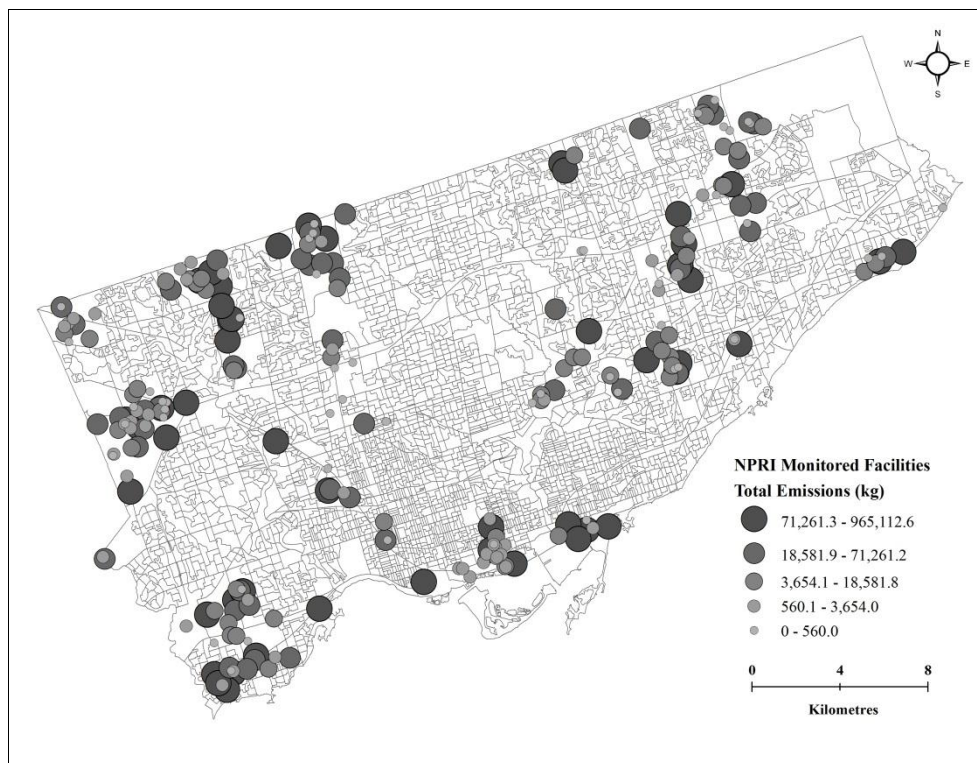 N
W E
S
NPRI Monitored Facilities
Total Emissions (kg)
71,261.3 - 965,112.6
18,581.9 - 71,261.2
3,654.1 - 18,581.8
560.1 - 3,654.0
0 - 560.0
0 4 8
Kilometres